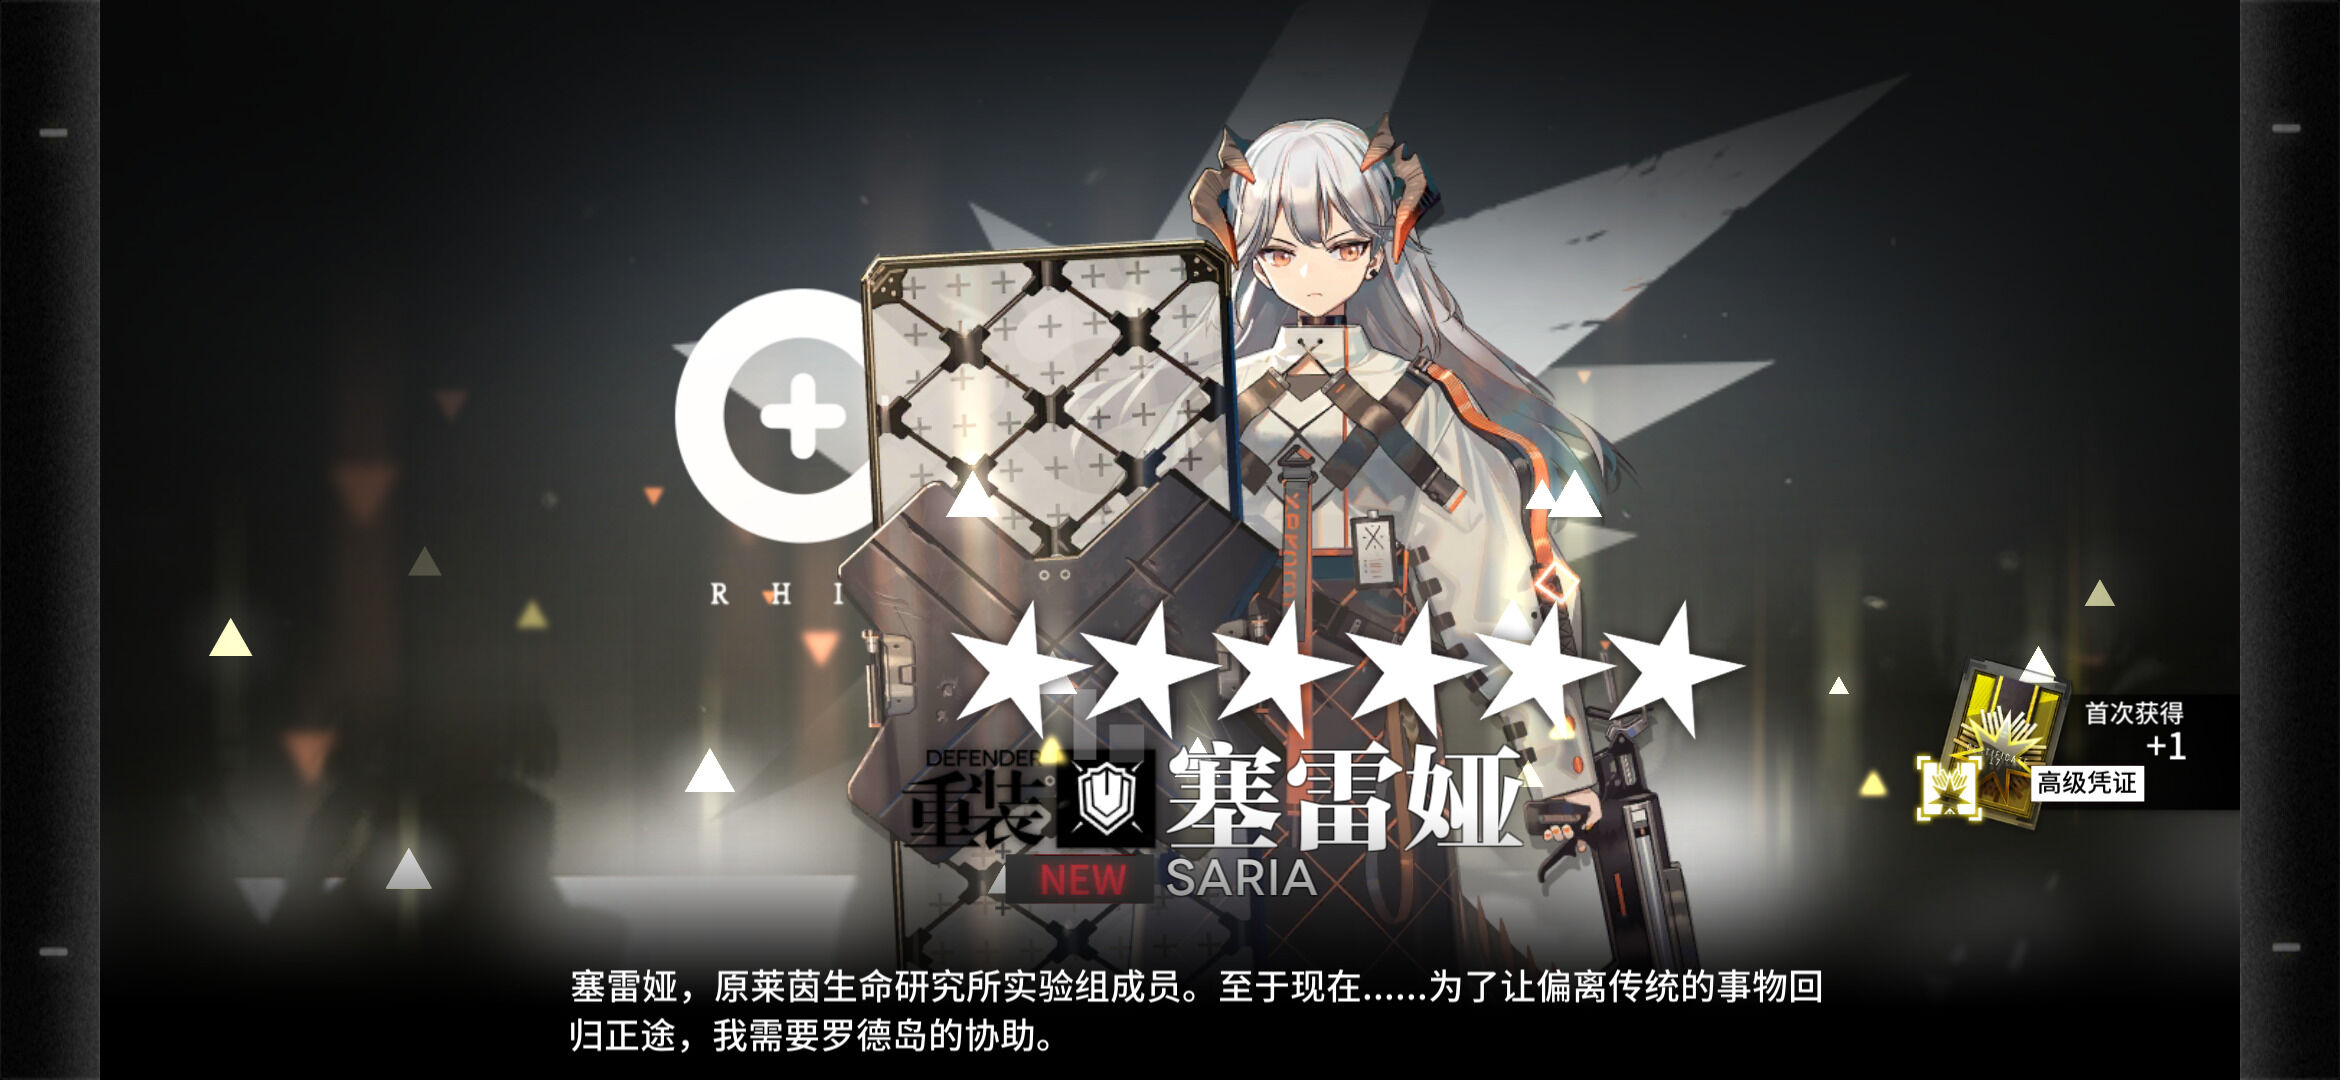 R H I
DEFENDER
重装
塞雷娅
NEW
SARIA
首次获得
+1
高级凭证
塞雷娅，原莱茵生命研究所实验组成员。至于现在......为了让偏离传统的事物回
归正途，我需要罗德岛的协助。